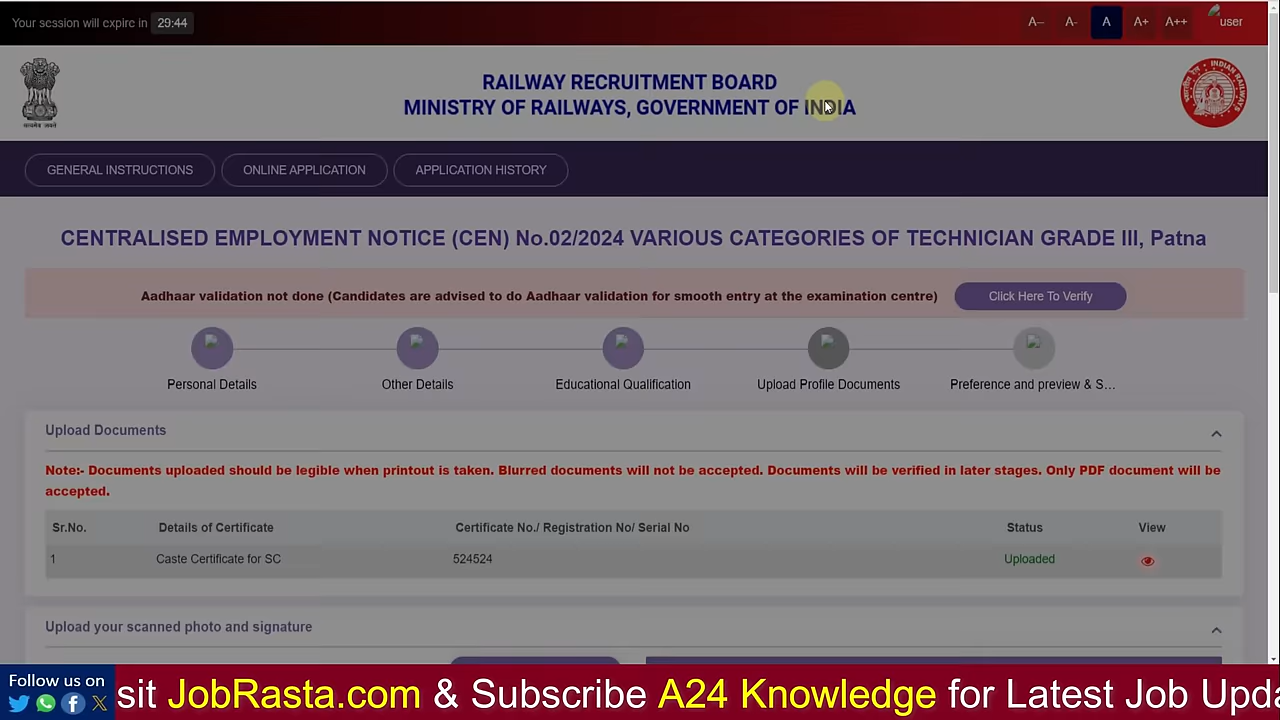 Your session will expire in 29:44
A-- A- A A+ A++ user
RAILWAY RECRUITMENT BOARD
MINISTRY OF RAILWAYS, GOVERNMENT OF INDIA
सत्यमेव जयते
INDIAN RAILWAYS
GENERAL INSTRUCTIONS ONLINE APPLICATION APPLICATION HISTORY
CENTRALISED EMPLOYMENT NOTICE (CEN) No.02/2024 VARIOUS CATEGORIES OF TECHNICIAN GRADE III, Patna
Aadhaar validation not done (Candidates are advised to do Aadhaar validation for smooth entry at the examination centre) Click Here To Verify
Personal Details Other Details Educational Qualification Upload Profile Documents Preference and preview & S...
Upload Documents
Note:- Documents uploaded should be legible when printout is taken. Blurred documents will not be accepted. Documents will be verified in later stages. Only PDF document will be
accepted.
Sr.No. Details of Certificate Certificate No./ Registration No/ Serial No Status View
1 Caste Certificate for SC 524524 Uploaded
Upload your scanned photo and signature
Follow us on
sit JobRasta.com & Subscribe A24 Knowledge for Latest Job Upda